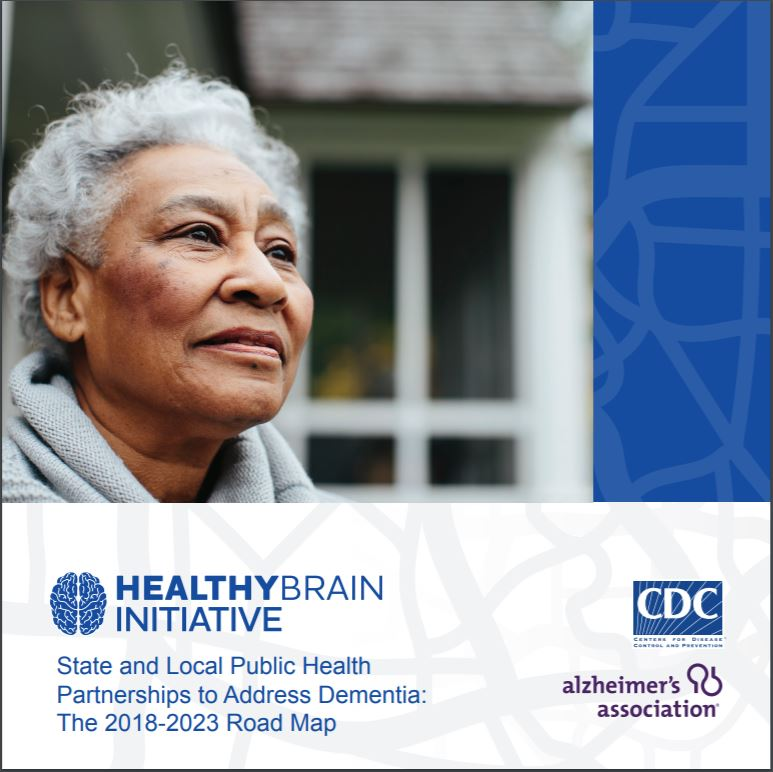 HEALTHYBRAIN
INITIATIVE
State and Local Public Health
Partnerships to Address Dementia:
The 2018-2023 Road Map
CDC
CENTERS FOR DISEASE™
CONTROL AND PREVENTION
alzheimer's
association®